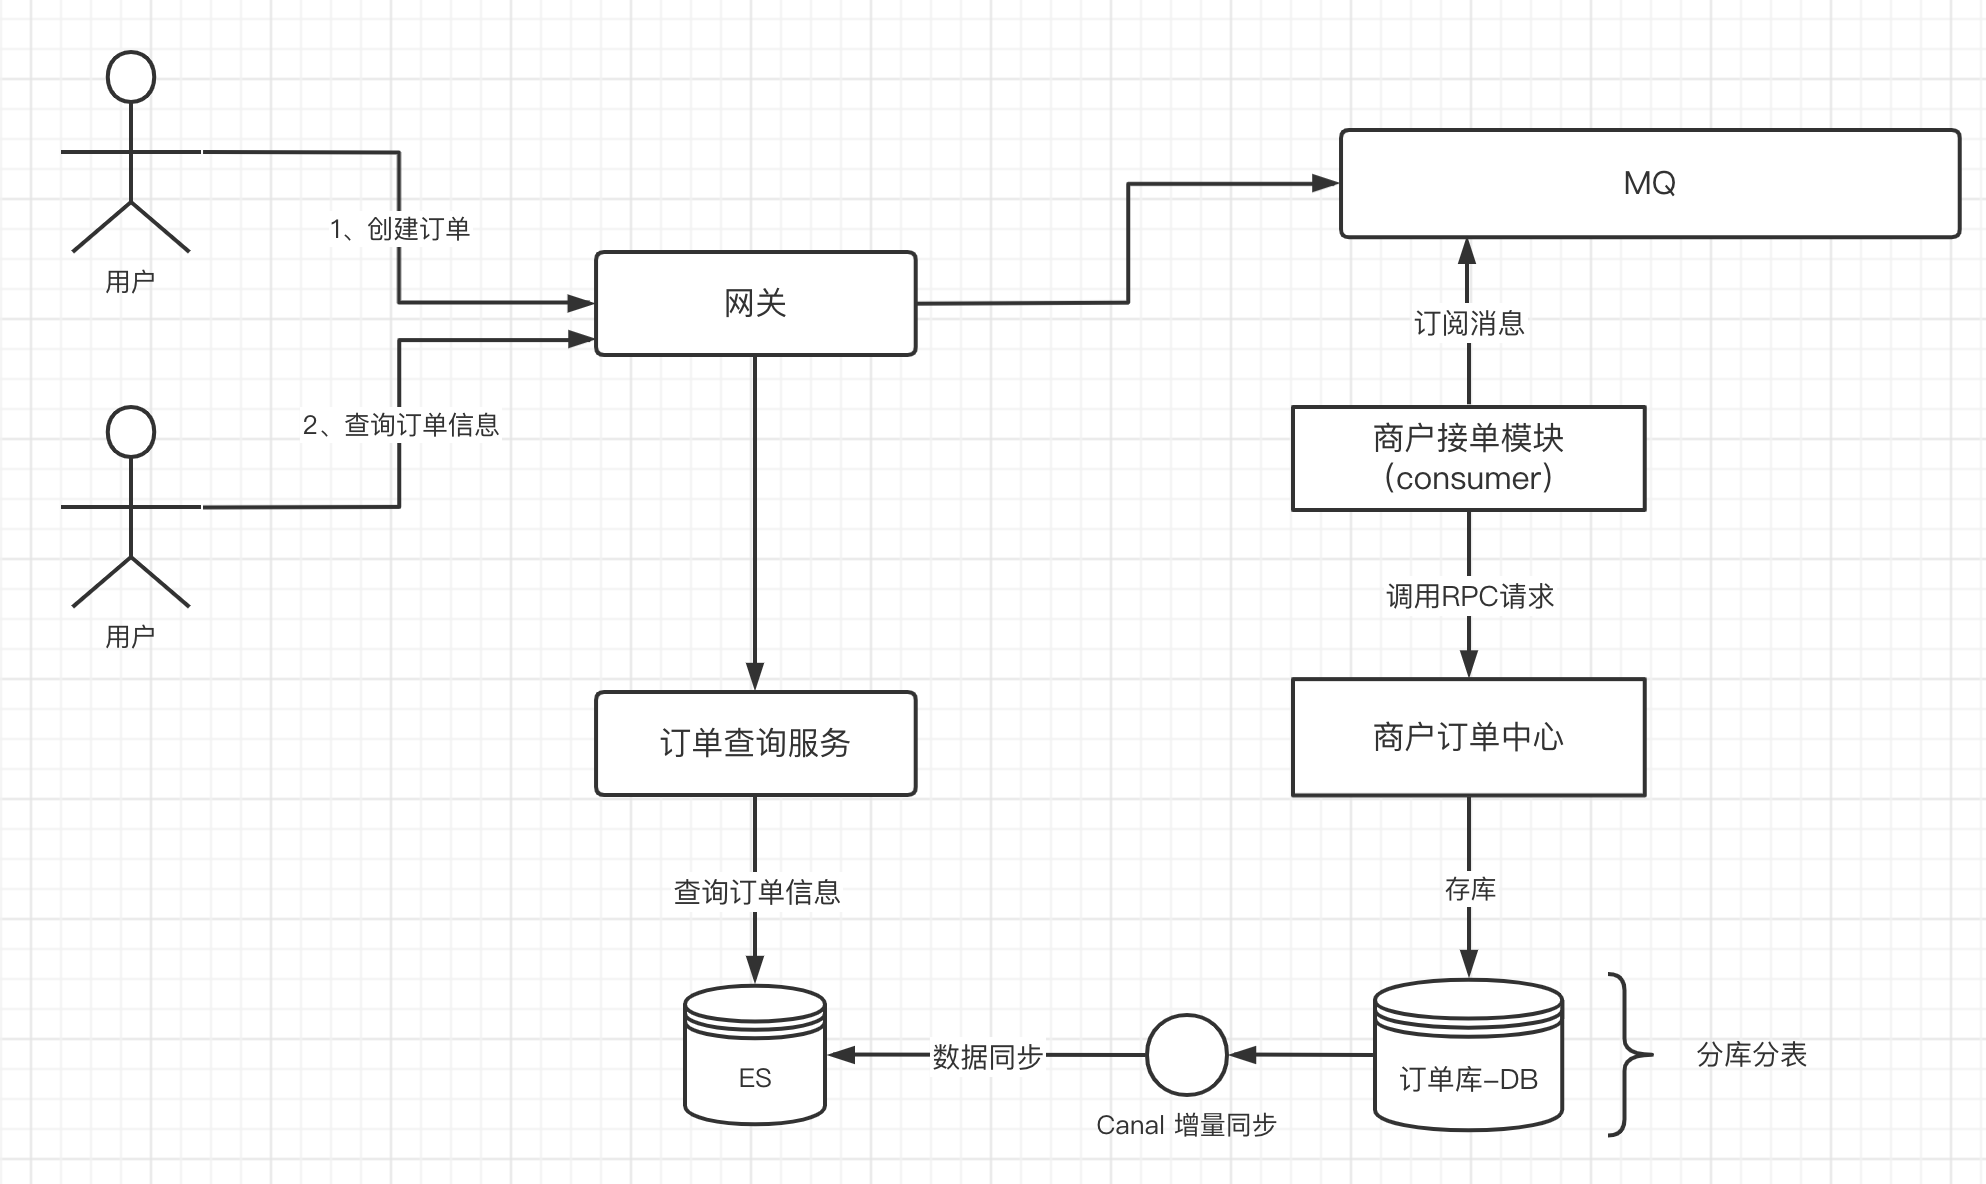 MQ
1、创建订单
用户
网关
订阅消息
2、查询订单信息
商户接单模块
(consumer)
调用RPC请求
用户
订单查询服务
商户订单中心
查询订单信息
存库
数据同步
分库分表
ES
订单库-DB
Canal 增量同步